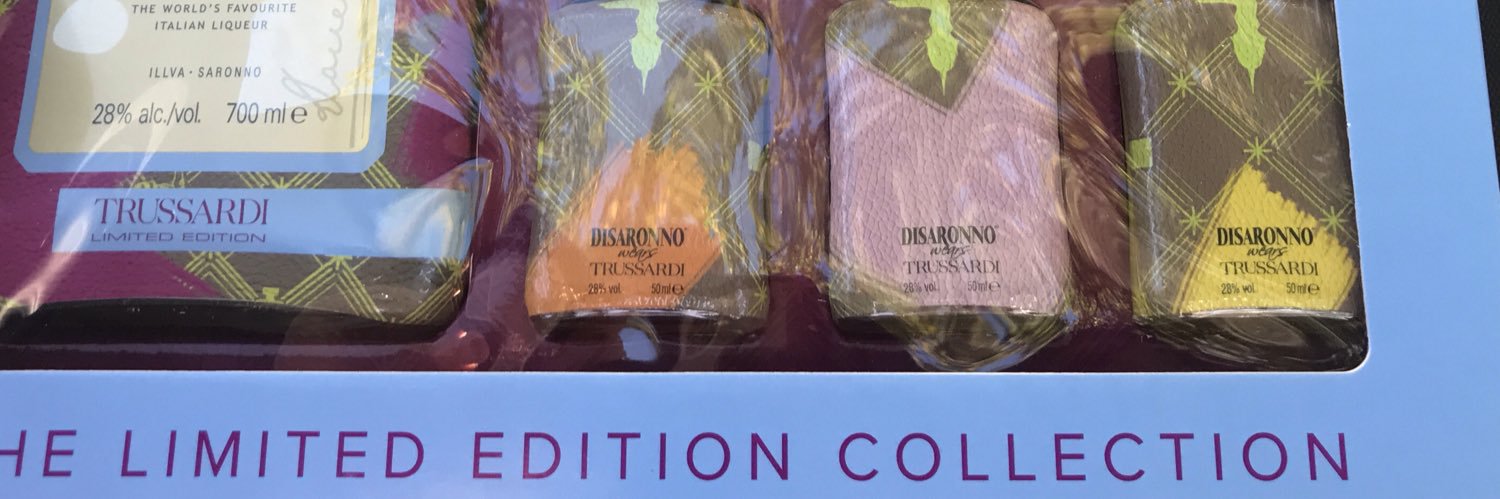 THE WORLD'S FAVOURITE
ITALIAN LIQUEUR
ILLVA · SARONNO
28% alc./vol. 700 ml e
TRUSSARDI
LIMITED EDITION
DISARONNO
wears
TRUSSARDI
28% vol. 50 ml e
DISARONNO
wears
TRUSSARDI
28% vol. 50 ml e
DISARONNO
wears
TRUSSARDI
28% vol. 50 ml e
HE LIMITED EDITION COLLECTION